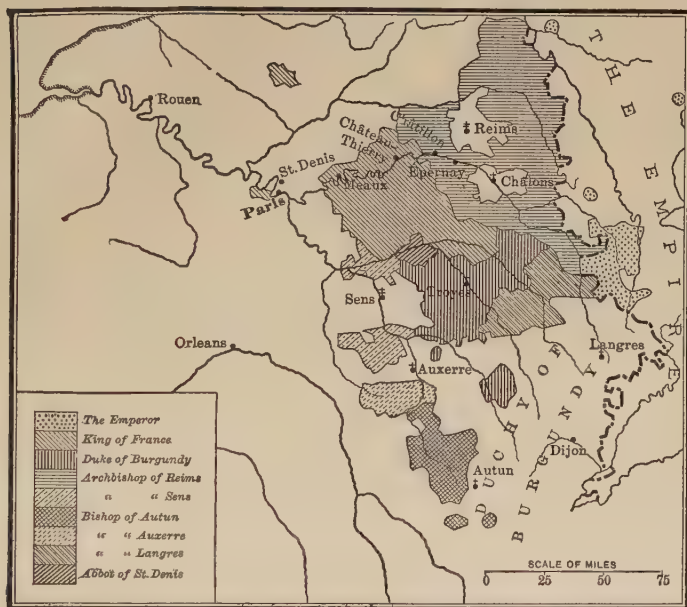 THE EMPIRE
Rouen
Reims
Châtillon
Château
Thierry
St. Denis
Epernay
Châlons
Meaux
Paris
Sens
Troyes
Orleans
Langres
Auxerre
DUCHY OF
BURGUNDY
Dijon
Autun
The Emperor
King of France
Duke of Burgundy
Archbishop of Reims
" " Sens
Bishop of Autun
" " Auxerre
" " Langres
Abbot of St. Denis
SCALE OF MILES
0 25 50 75